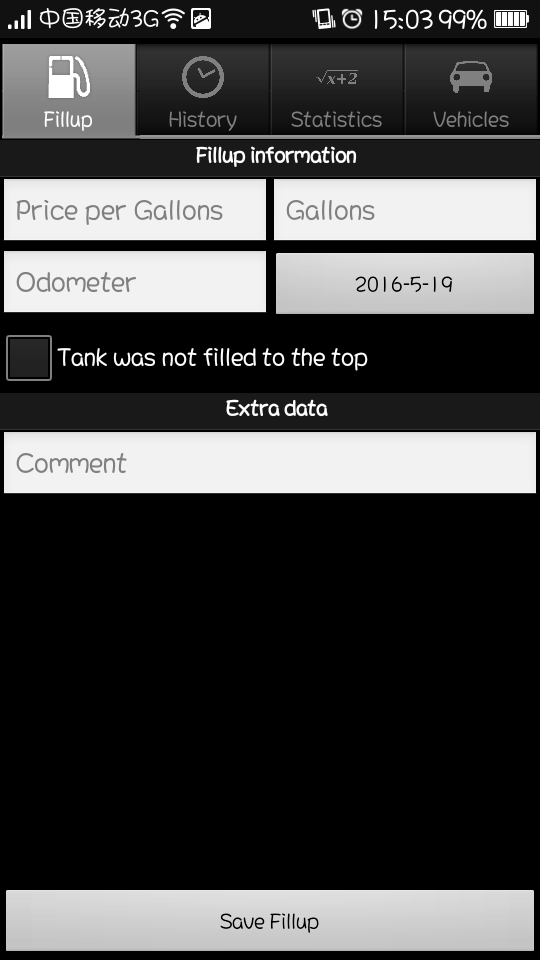 中国移动3G 15:03 99%
Fillup History √x+2 Statistics Vehicles
Fillup information
Price per Gallons Gallons
Odometer 2016-5-19
Tank was not filled to the top
Extra data
Comment
Save Fillup